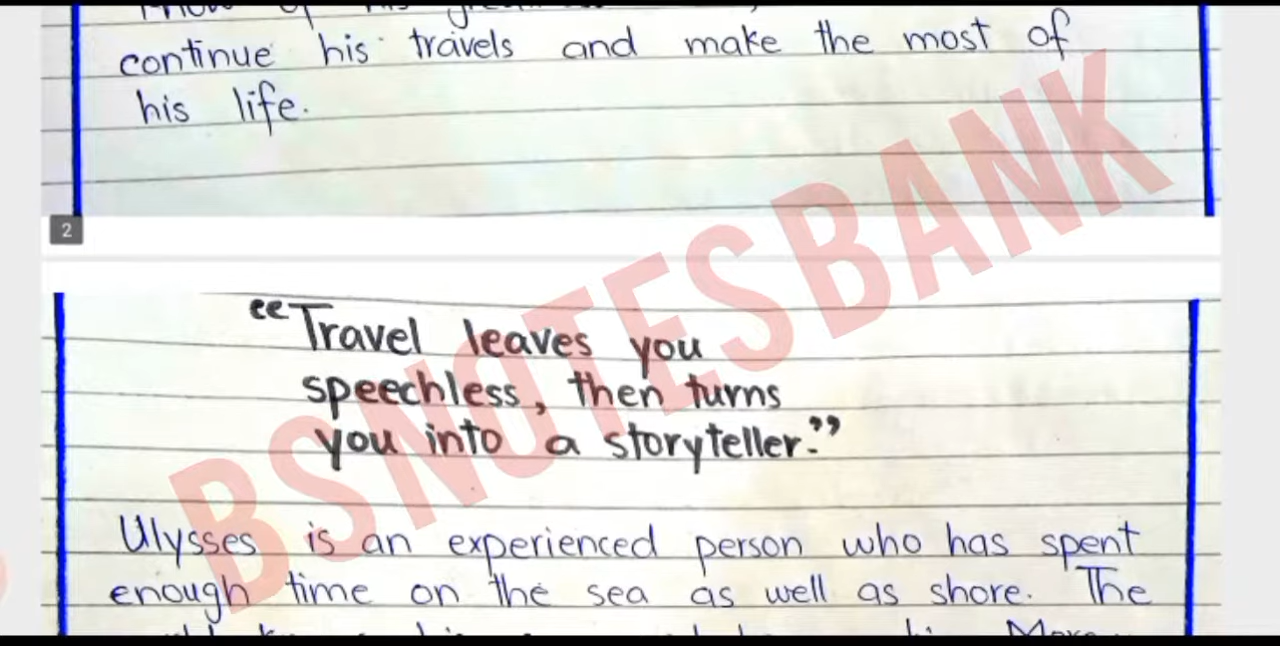 continue his travels and make the most of
his life.
2
"Travel leaves you
speechless, then turns
you into a storyteller."
Ulysses is an experienced person who has spent
enough time on the sea as well as shore. The
BSNOTESBANK